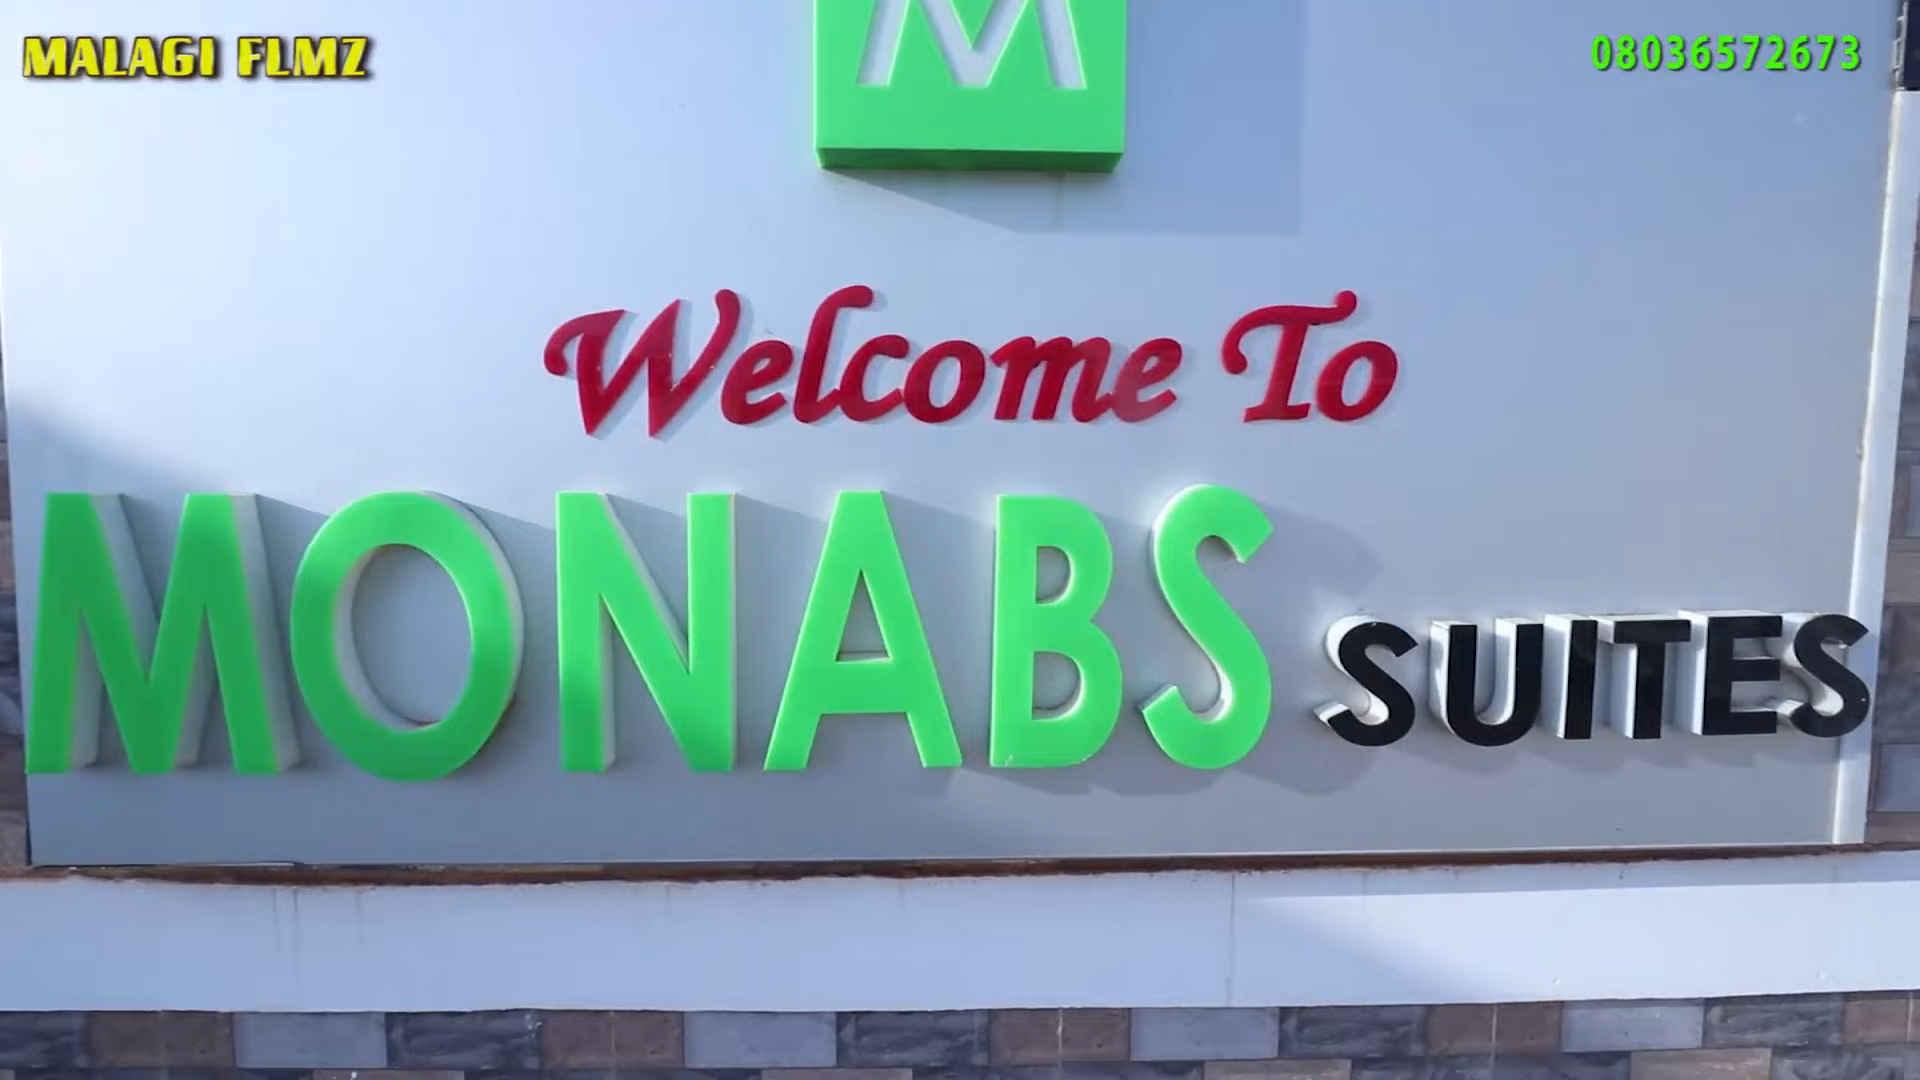 MALAGI FLMZ
08036572673
M
Welcome To
MONABS SUITES